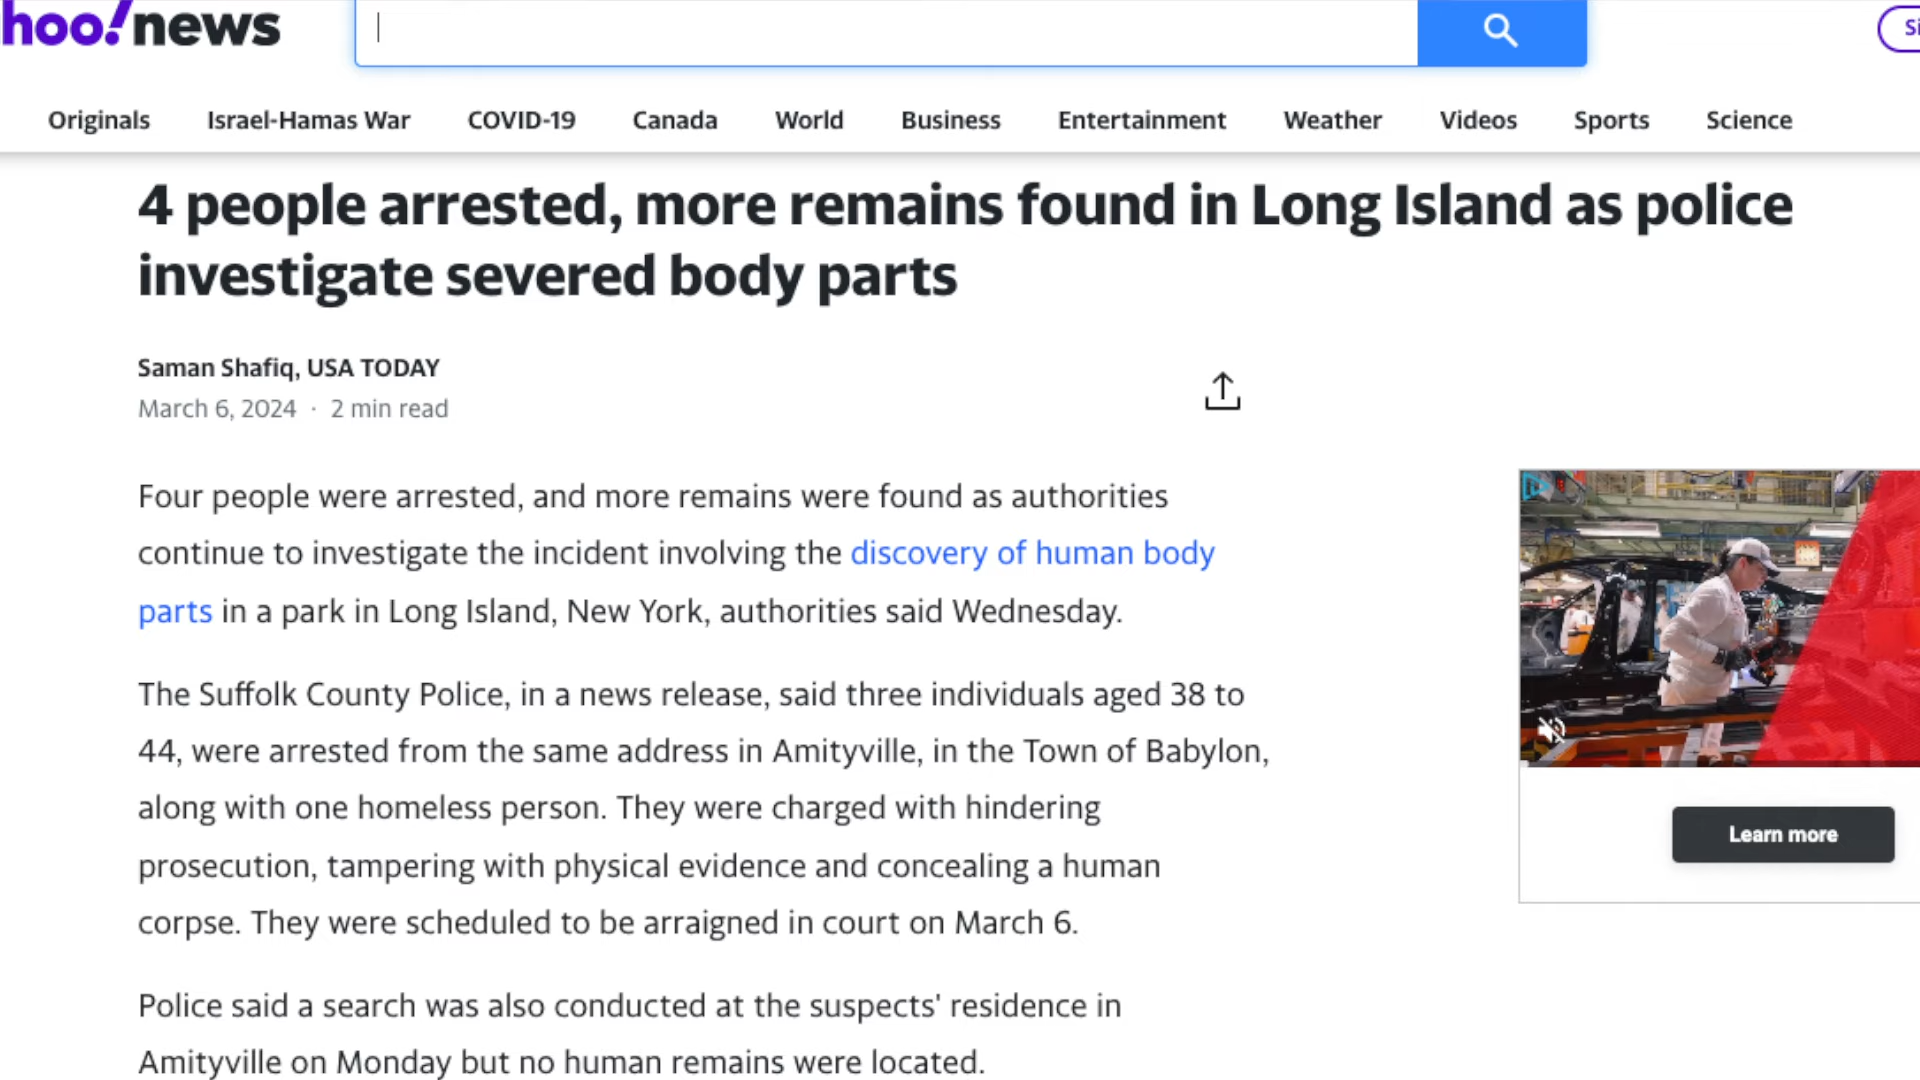 hoo!news
Si
Originals
Israel-Hamas War
COVID-19
Canada
World
Business
Entertainment
Weather
Videos
Sports
Science
4 people arrested, more remains found in Long Island as police
investigate severed body parts
Saman Shafiq, USA TODAY
March 6, 2024 · 2 min read
Four people were arrested, and more remains were found as authorities
continue to investigate the incident involving the discovery of human body
parts in a park in Long Island, New York, authorities said Wednesday.
The Suffolk County Police, in a news release, said three individuals aged 38 to
44, were arrested from the same address in Amityville, in the Town of Babylon,
along with one homeless person. They were charged with hindering
prosecution, tampering with physical evidence and concealing a human
corpse. They were scheduled to be arraigned in court on March 6.
Police said a search was also conducted at the suspects' residence in
Amityville on Monday but no human remains were located.
Learn more